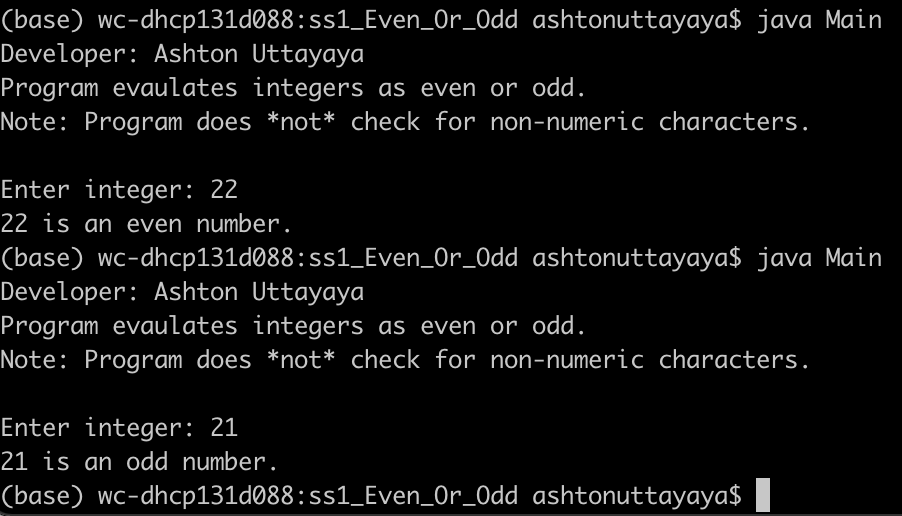 (base) wc-dhcp131d088:ss1_Even_Or_Odd ashtonuttayaya$ java Main
Developer: Ashton Uttayaya
Program evaulates integers as even or odd.
Note: Program does *not* check for non-numeric characters.
Enter integer: 22
22 is an even number.
(base) wc-dhcp131d088:ss1_Even_Or_Odd ashtonuttayaya$ java Main
Developer: Ashton Uttayaya
Program evaulates integers as even or odd.
Note: Program does *not* check for non-numeric characters.
Enter integer: 21
21 is an odd number.
(base) wc-dhcp131d088:ss1_Even_Or_Odd ashtonuttayaya$